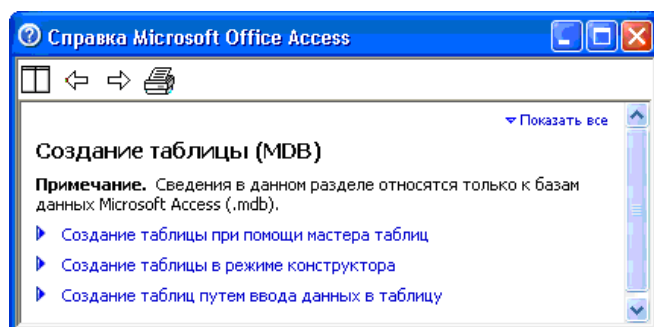 Справка Microsoft Office Access
Показать все
Создание таблицы (MDB)
Примечание. Сведения в данном разделе относятся только к базам
данных Microsoft Access (.mdb).
Создание таблицы при помощи мастера таблиц
Создание таблицы в режиме конструктора
Создание таблиц путем ввода данных в таблицу